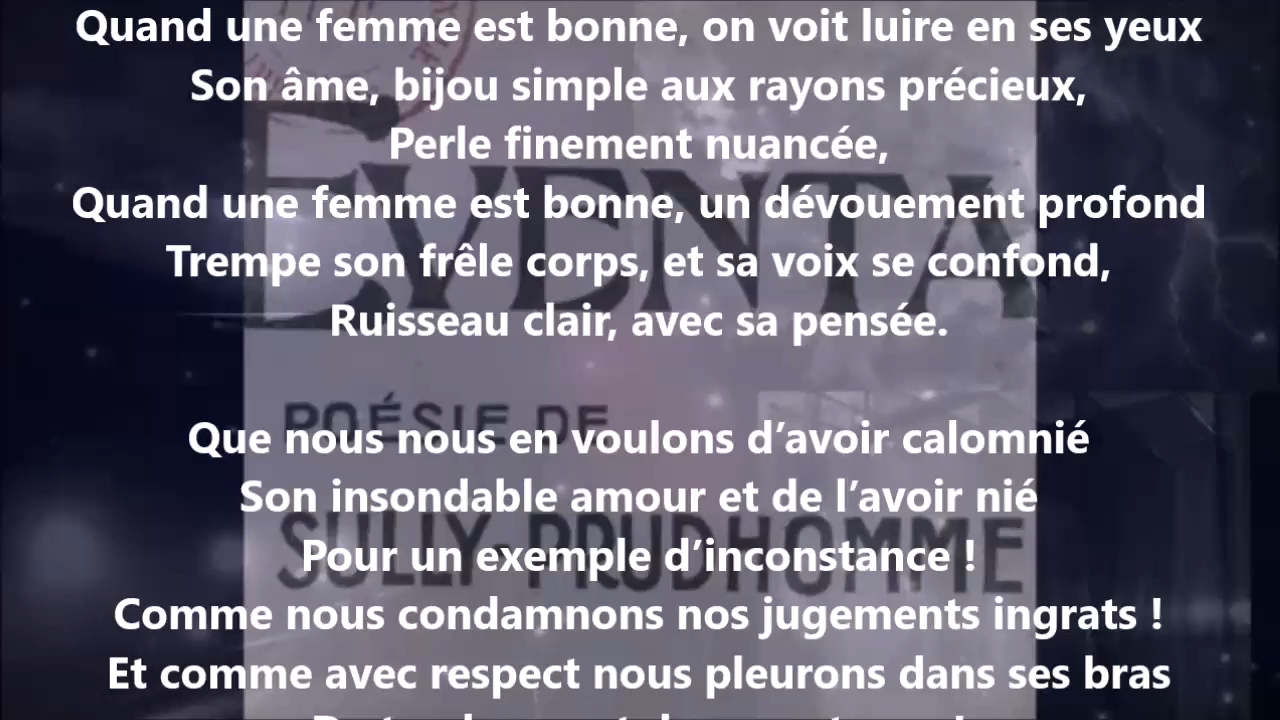 Quand une femme est bonne, on voit luire en ses yeux
Son âme, bijou simple aux rayons précieux,
Perle finement nuancée,
Quand une femme est bonne, un dévouement profond
Trempe son frêle corps, et sa voix se confond,
Ruisseau clair, avec sa pensée.
Que nous nous en voulons d’avoir calomnié
Son insondable amour et de l’avoir nié
Pour un exemple d’inconstance !
Comme nous condamnons nos jugements ingrats !
Et comme avec respect nous pleurons dans ses bras
POÉSIE DE
SULLY-PRUDHOMME